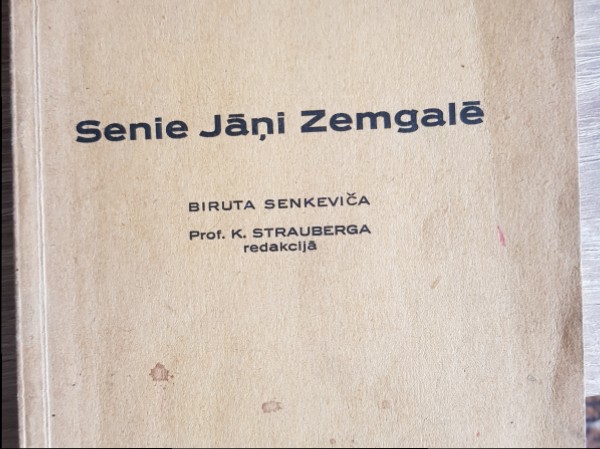 Senie Jāņi Zemgalē
BIRUTA SENKEVIČA
Prof. K. STRAUBERGA
redakcijā